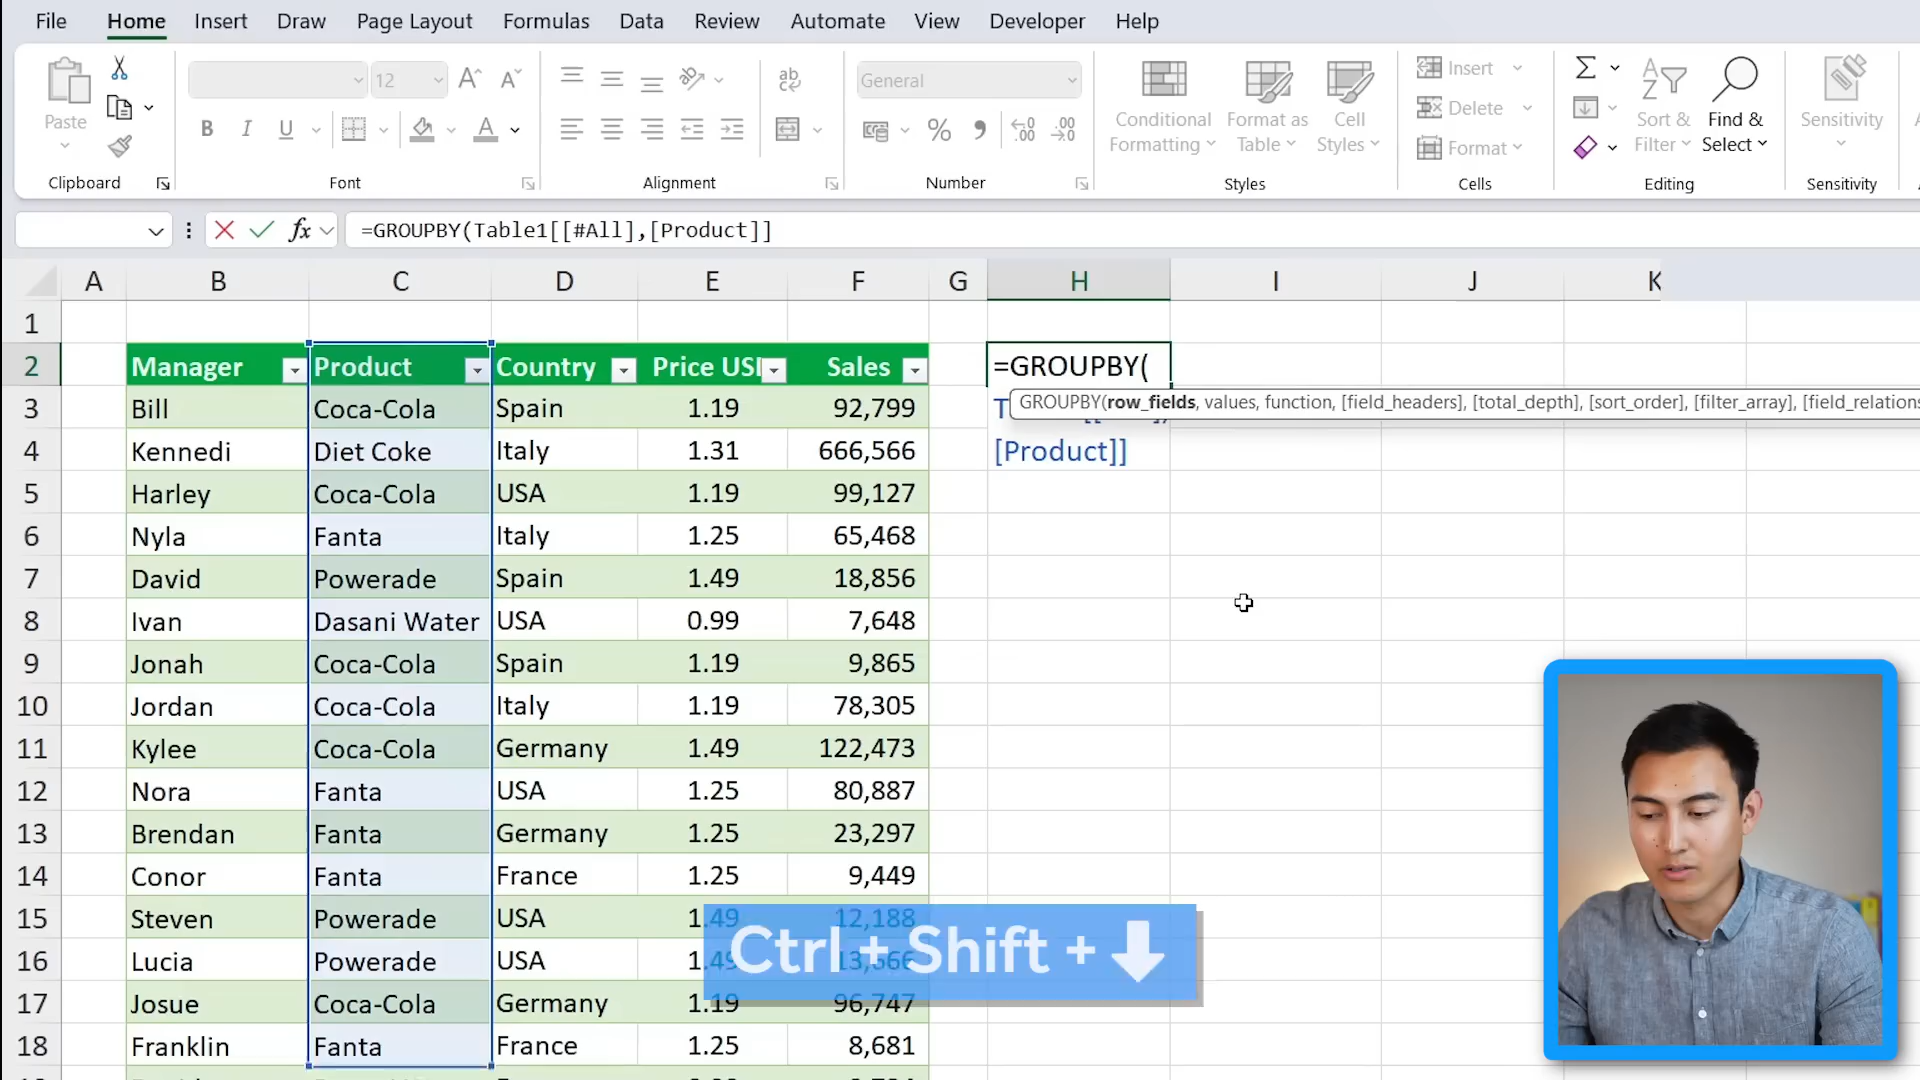 File Home Insert Draw Page Layout Formulas Data Review Automate View Developer Help
Paste
12
General
B I U
ab
Conditional Formatting
Format as Table
Cell Styles
Insert
Delete
Format
Sort & Filter
Find & Select
Sensitivity
Clipboard Font Alignment Number Styles Cells Editing Sensitivity
fx =GROUPBY(Table1[[#All],[Product]]
A B C D E F G H I J K
1
2 Manager Product Country Price USD Sales =GROUPBY(
GROUPBY(row_fields, values, function, [field_headers], [total_depth], [sort_order], [filter_array], [field_relations
3 Bill Coca-Cola Spain 1.19 92,799
4 Kennedi Diet Coke Italy 1.31 666,566 [Product]]
5 Harley Coca-Cola USA 1.19 99,127
6 Nyla Fanta Italy 1.25 65,468
7 David Powerade Spain 1.49 18,856
8 Ivan Dasani Water USA 0.99 7,648
9 Jonah Coca-Cola Spain 1.19 9,865
10 Jordan Coca-Cola Italy 1.19 78,305
11 Kylee Coca-Cola Germany 1.49 122,473
12 Nora Fanta USA 1.25 80,887
13 Brendan Fanta Germany 1.25 23,297
14 Conor Fanta France 1.25 9,449
15 Steven Powerade USA 1.49 12,188
16 Lucia Powerade USA 1.49
Ctrl + Shift +
17 Josue Coca-Cola Germany 1.19 96,747
18 Franklin Fanta France 1.25 8,681